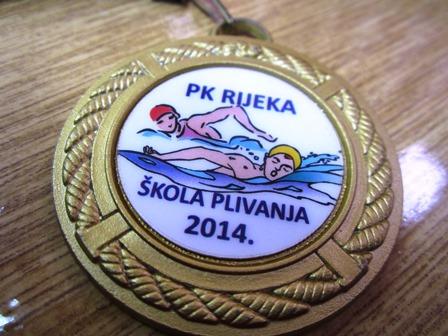 PK RIJEKA
ŠKOLA PLIVANJA
2014.